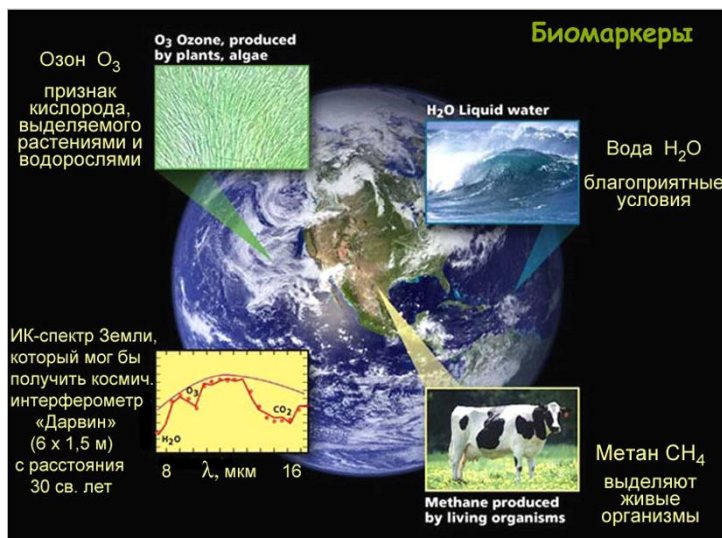 Биомаркеры
Озон O₃
признак
кислорода,
выделяемого
растениями и
водорослями
O₃ Ozone, produced
by plants, algae
H₂O Liquid water
Вода H₂O
благоприятные
условия
ИК-спектр Земли,
который мог бы
получить космич.
интерферометр
«Дарвин»
(6 x 1,5 м)
с расстояния
30 св. лет
H₂O
O₃
CO₂
8 λ, мкм 16
Methane produced
by living organisms
Метан CH₄
выделяют
живые
организмы